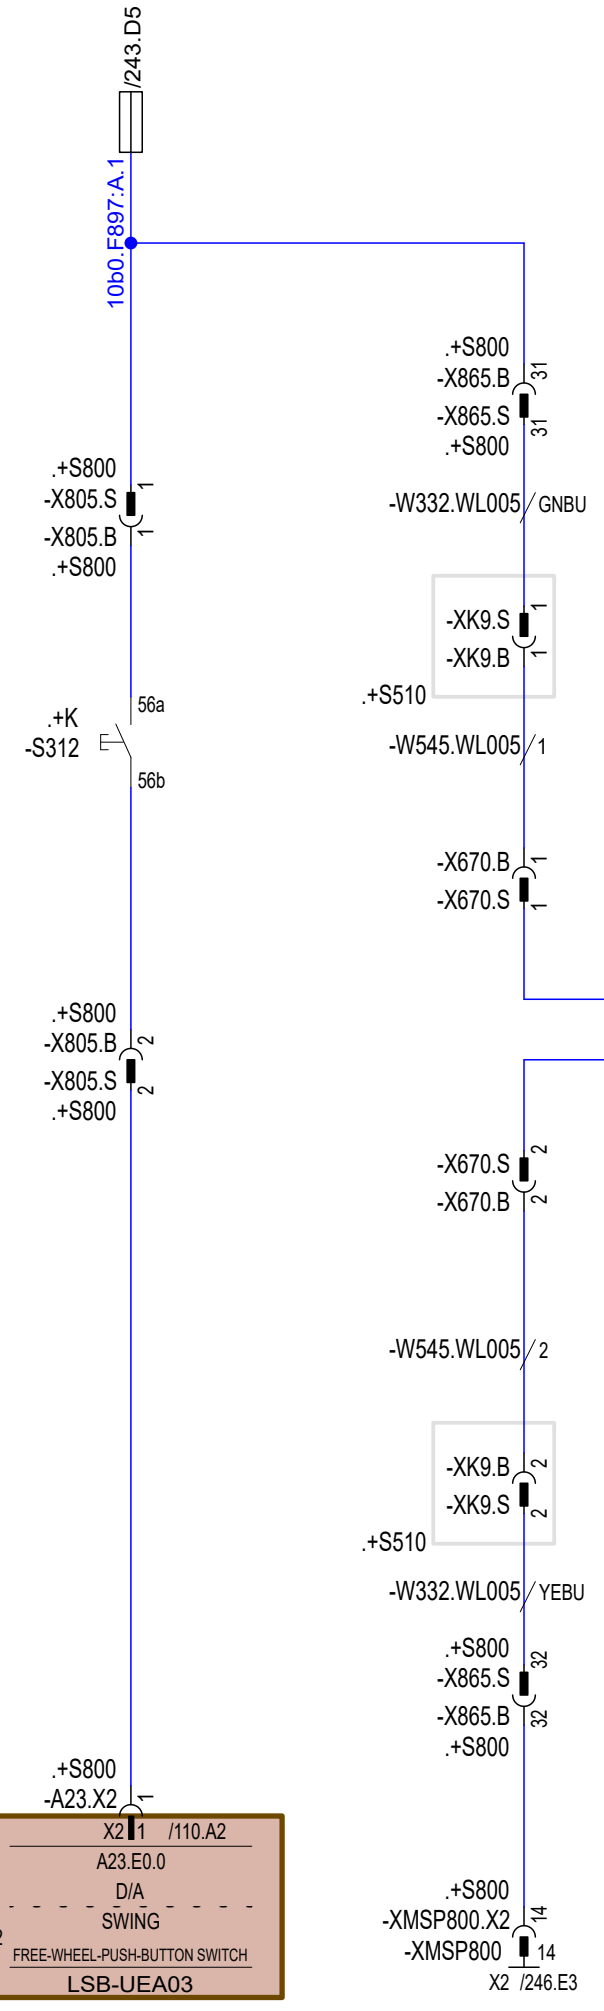 /243.D5
10b0.F897:A.1
.+S800
-X865.B 31
-X865.S 31
.+S800
-W332.WL005 GNBU
.+S800
-X805.S 1
-X805.B 1
.+S800
-XK9.S 1
-XK9.B 1
.+S510
56a
.+K
-S312
56b
-W545.WL005 1
-X670.B 1
-X670.S 1
.+S800
-X805.B 2
-X805.S 2
.+S800
-X670.S 2
-X670.B 2
-W545.WL005 2
-XK9.B 2
-XK9.S 2
.+S510
-W332.WL005 YEBU
.+S800
-X865.S 32
-X865.B 32
.+S800
.+S800
-A23.X2 1
X2 1 /110.A2
A23.E0.0
D/A
SWING
FREE-WHEEL-PUSH-BUTTON SWITCH
LSB-UEA03
.+S800
-XMSP800.X2 14
-XMSP800 14
X2 /246.E3